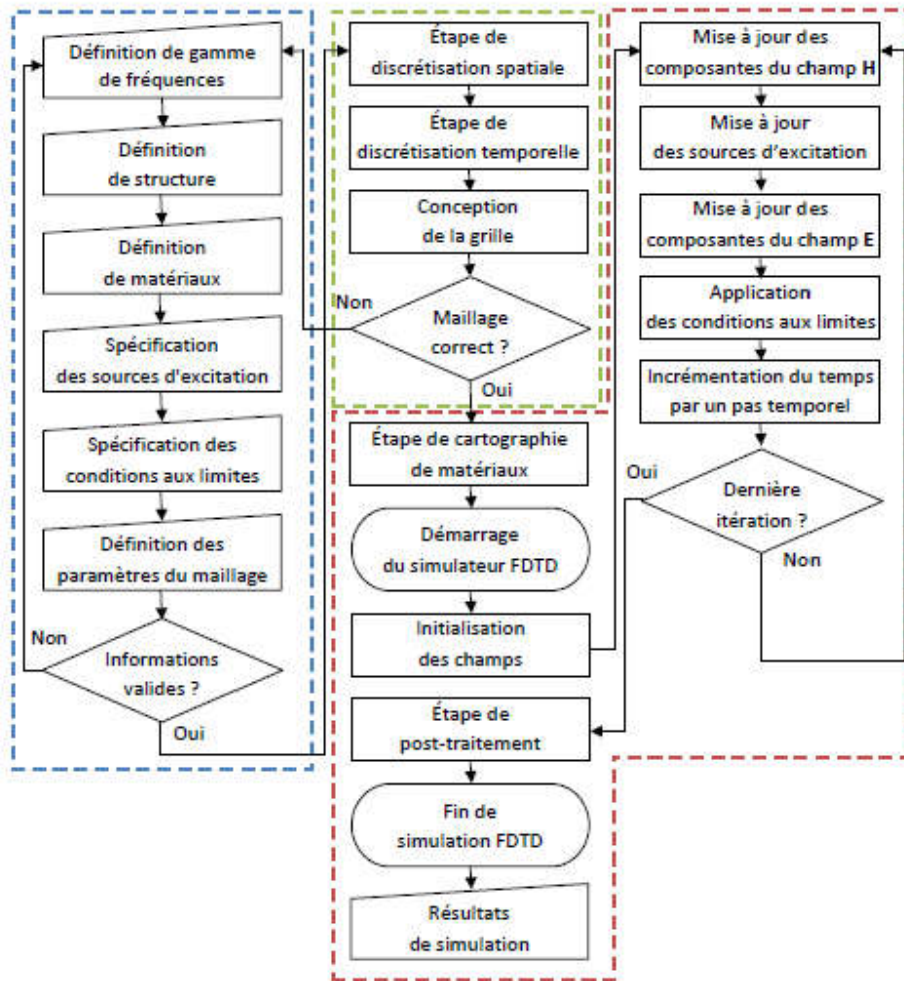 Définition de gamme
de fréquences
Définition
de structure
Définition
de matériaux
Spécification
des sources d'excitation
Spécification des
conditions aux limites
Définition des
paramètres du maillage
Non
Informations
valides ?
Oui
Étape de
discrétisation spatiale
Étape de
discrétisation temporelle
Conception
de la grille
Non
Maillage
correct ?
Oui
Étape de cartographie
de matériaux
Démarrage
du simulateur FDTD
Initialisation
des champs
Étape de
post-traitement
Fin de
simulation FDTD
Résultats
de simulation
Mise à jour des
composantes du champ H
Mise à jour
des sources d'excitation
Mise à jour des
composantes du champ E
Application
des conditions aux limites
Incrémentation du temps
par un pas temporel
Oui
Dernière
itération ?
Non